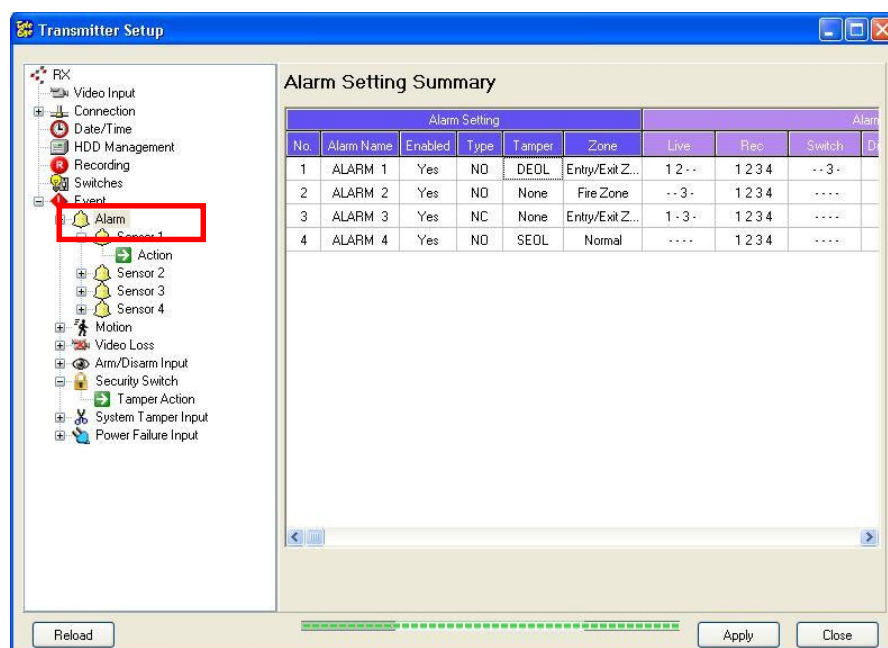 Tele Eye
Transmitter Setup
RX
Video Input
Connection
Date/Time
HDD Management
Recording
Switches
Event
Alarm
Sensor 1
Action
Sensor 2
Sensor 3
Sensor 4
Motion
Video Loss
Arm/Disarm Input
Security Switch
Tamper Action
System Tamper Input
Power Failure Input
Alarm Setting Summary
Alarm Setting Alarm
No. Alarm Name Enabled Type Tamper Zone Live Rec Switch Di
1 ALARM 1 Yes NO DEOL Entry/Exit Z... 1 2 - - 1 2 3 4 - - 3 -
2 ALARM 2 Yes NO None Fire Zone - - 3 - 1 2 3 4 - - - -
3 ALARM 3 Yes NC None Entry/Exit Z... 1 - 3 - 1 2 3 4 - - - -
4 ALARM 4 Yes NO SEOL Normal - - - - 1 2 3 4 - - - -
Reload Apply Close